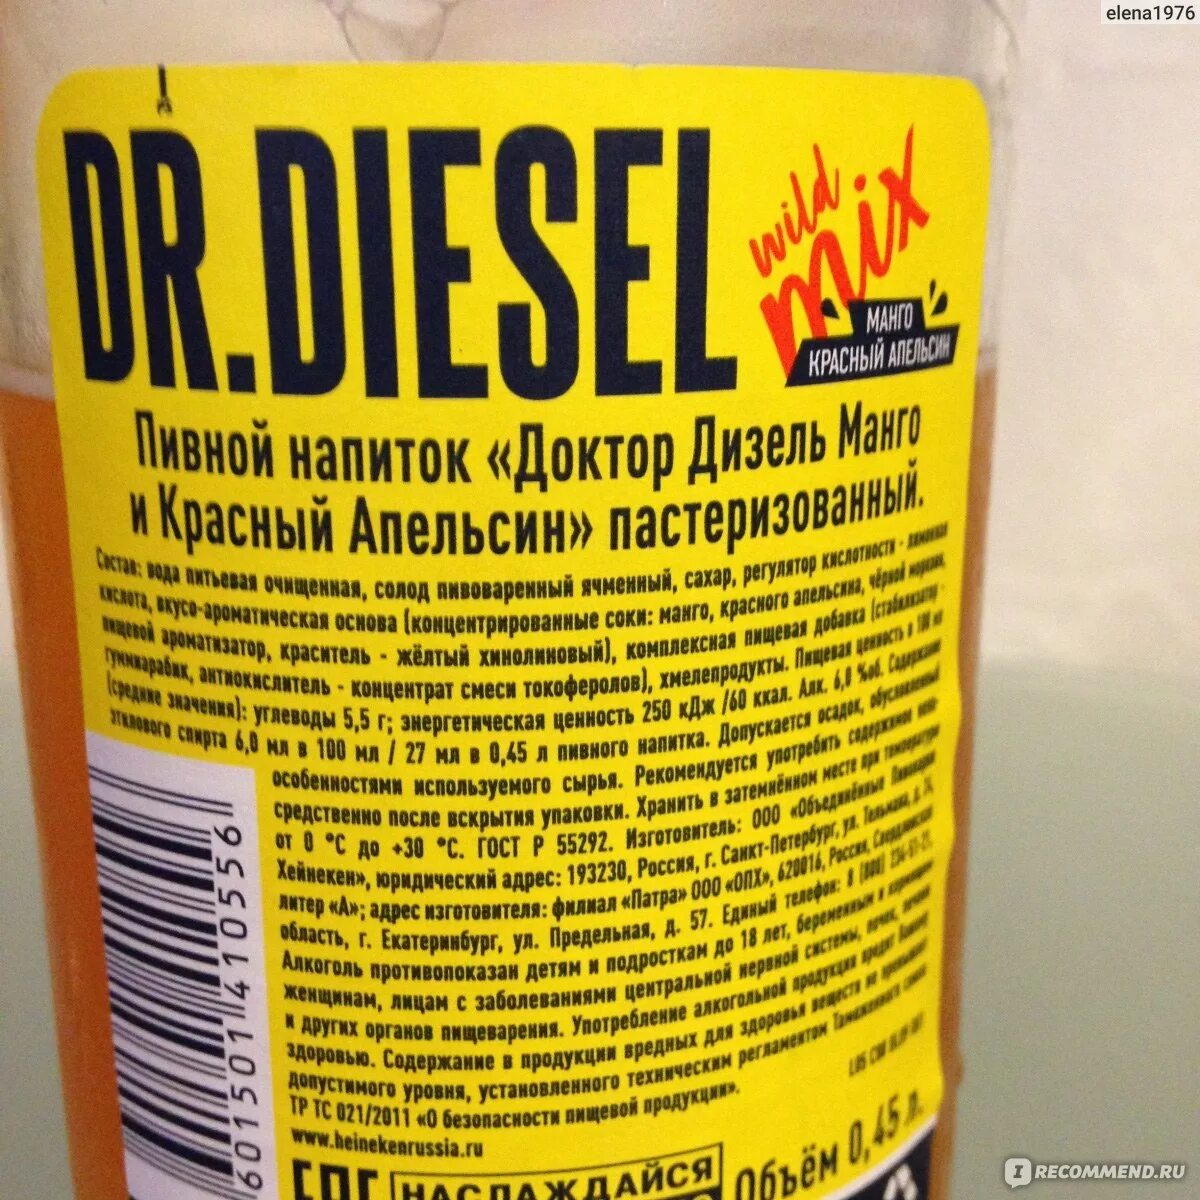 elena1976
DR.DIESEL
wild
mix
МАНГО
КРАСНЫЙ АПЕЛЬСИН
Пивной напиток «Доктор Дизель Манго
и Красный Апельсин» пастеризованный.
Состав: вода питьевая очищенная, солод пивоваренный ячменный, сахар, регулятор кислотности - лимонная
кислота, вкусо-ароматическая основа (концентрированные соки: манго, красного апельсина, чёрной моркови,
пищевой ароматизатор, краситель - жёлтый хинолиновый), комплексная пищевая добавка (стабилизатор -
гуммиарабик, антиокислитель - концентрат смеси токоферолов), хмелепродукты. Пищевая ценность в 100 мл
(средние значения): углеводы 5,5 г; энергетическая ценность 250 кДж /60 ккал. Алк. 6,0 %об. Содержание
этилового спирта 6,0 мл в 100 мл / 27 мл в 0,45 л пивного напитка. Допускается осадок, обусловленный
особенностями используемого сырья. Рекомендуется употребить содержимое непо-
средственно после вскрытия упаковки. Хранить в затемнённом месте при температуре
от 0 °С до +30 °С. ГОСТ Р 55292. Изготовитель: ООО «Объединённые Пивоварни
Хейнекен», юридический адрес: 193230, Россия, г. Санкт-Петербург, ул. Тельмана, д. 24,
литер «А»; адрес изготовителя: филиал «Патра» ООО «ОПХ», 620016, Россия, Свердловская
область, г. Екатеринбург, ул. Предельная, д. 57. Единый телефон: 8 (800)
Алкоголь противопоказан детям и подросткам до 18 лет, беременным и кормящим
женщинам, лицам с заболеваниями центральной нервной системы, почек, печени
и других органов пищеварения. Употребление алкогольной продукции вредит Вашему
здоровью. Содержание в продукции вредных для здоровья веществ не превышает
допустимого уровня, установленного техническим регламентом Таможенного союза
ТР ТС 021/2011 «О безопасности пищевой продукции».
www.heinekenrussia.ru
4601501410556
НАСЛАЖДАЙСЯ
Объём 0,45 л.
RECOMMEND.RU